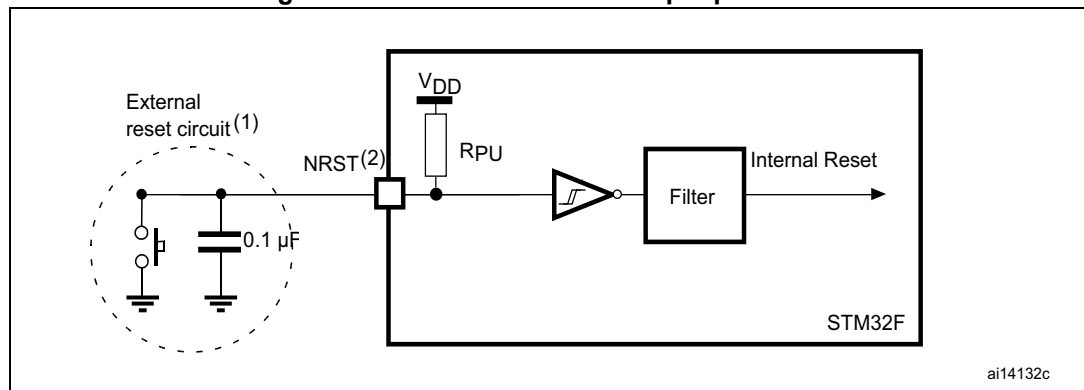 External
reset circuit(1)
NRST(2)
VDD
RPU
0.1 µF
Filter
Internal Reset
STM32F
ai14132c